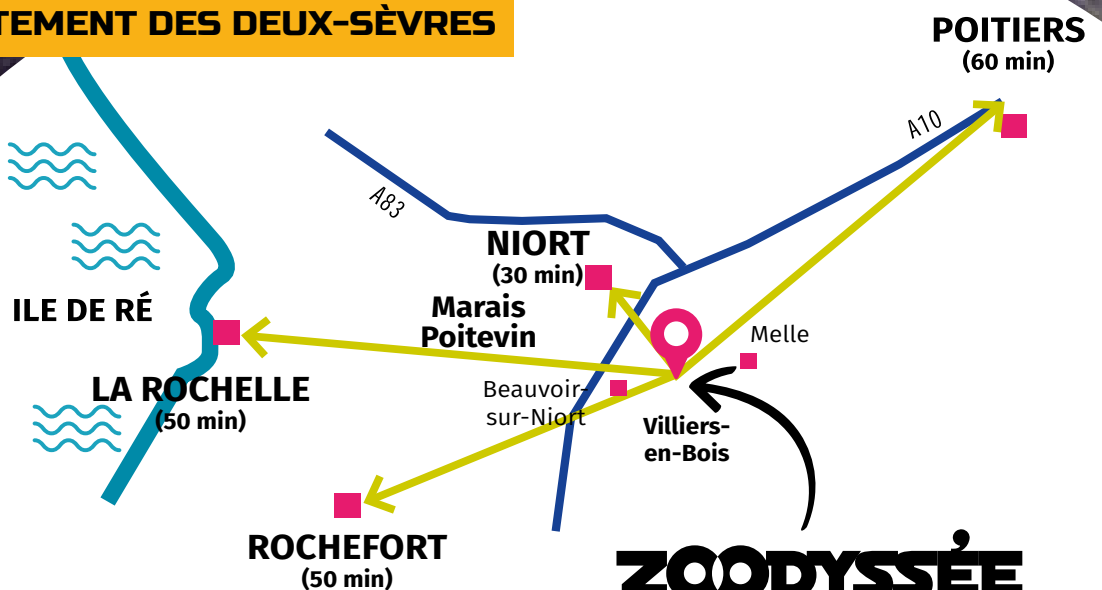 TEMENT DES DEUX-SÈVRES
POITIERS
(60 min)
A10
A83
NIORT
(30 min)
Marais
Poitevin
ILE DE RÉ
Melle
LA ROCHELLE
(50 min)
Beauvoir-
sur-Niort
Villiers-
en-Bois
ROCHEFORT
(50 min)
ZOODYSSÉE